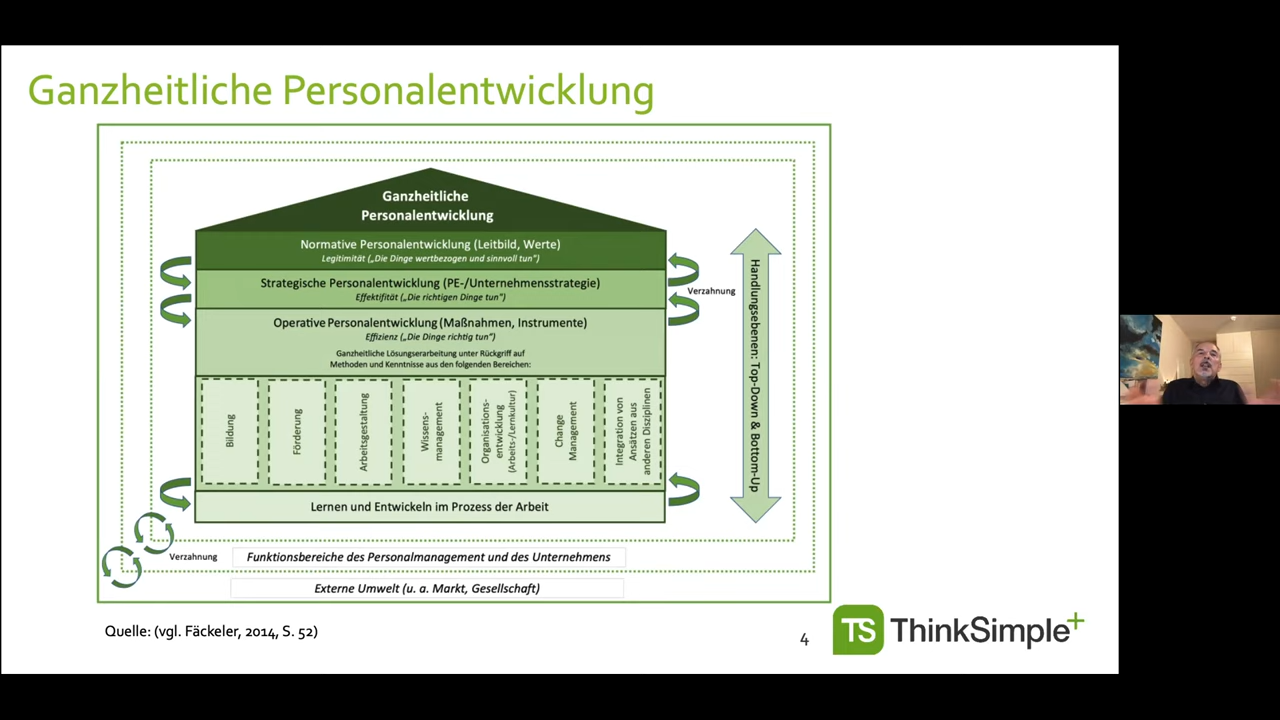 Ganzheitliche Personalentwicklung
Ganzheitliche
Personalentwicklung
Normative Personalentwicklung (Leitbild, Werte)
Legitimität („Die Dinge wertbezogen und sinnvoll tun")
Strategische Personalentwicklung (PE-/Unternehmensstrategie)
Effektifität („Die richtigen Dinge tun")
Operative Personalentwicklung (Maßnahmen, Instrumente)
Effizienz („Die Dinge richtig tun")
Ganzheitliche Lösungserarbeitung unter Rückgriff auf
Methoden und Kenntnisse aus den folgenden Bereichen:
Bildung
Förderung
Arbeitsgestaltung
Wissens-
management
Organisations-
entwicklung
(Arbeits-/Lernkultur)
Change
Management
Integration von
Ansätzen aus
anderen Disziplinen
Lernen und Entwickeln im Prozess der Arbeit
Verzahnung
Handlungsebenen: Top-Down & Bottom-Up
Verzahnung
Funktionsbereiche des Personalmanagement und des Unternehmens
Externe Umwelt (u. a. Markt, Gesellschaft)
Quelle: (vgl. Fäckeler, 2014, S. 52)
4
TS ThinkSimple+